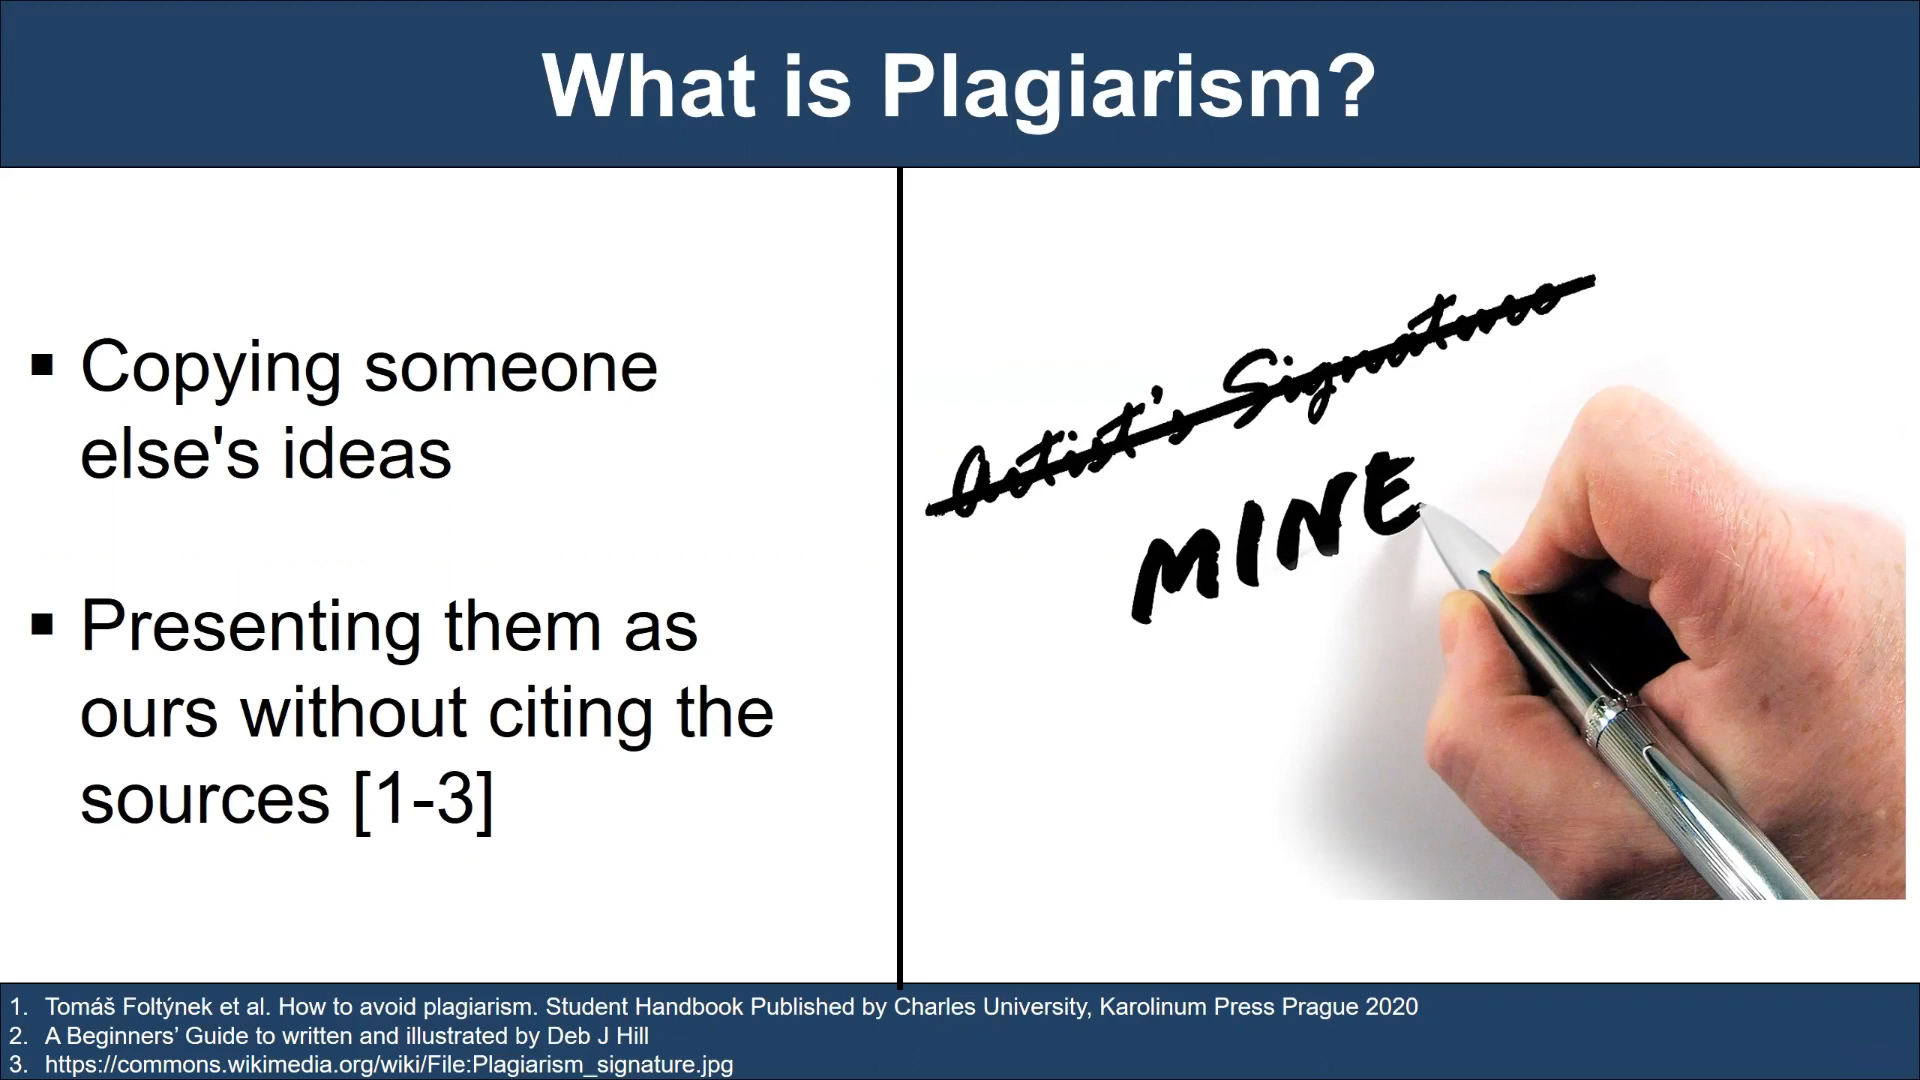 What is Plagiarism?
▪ Copying someone
else's ideas
▪ Presenting them as
ours without citing the
sources [1-3]
Artist's Signature
MINE
1. Tomáš Foltýnek et al. How to avoid plagiarism. Student Handbook Published by Charles University, Karolinum Press Prague 2020
2. A Beginners’ Guide to written and illustrated by Deb J Hill
3. https://commons.wikimedia.org/wiki/File:Plagiarism_signature.jpg